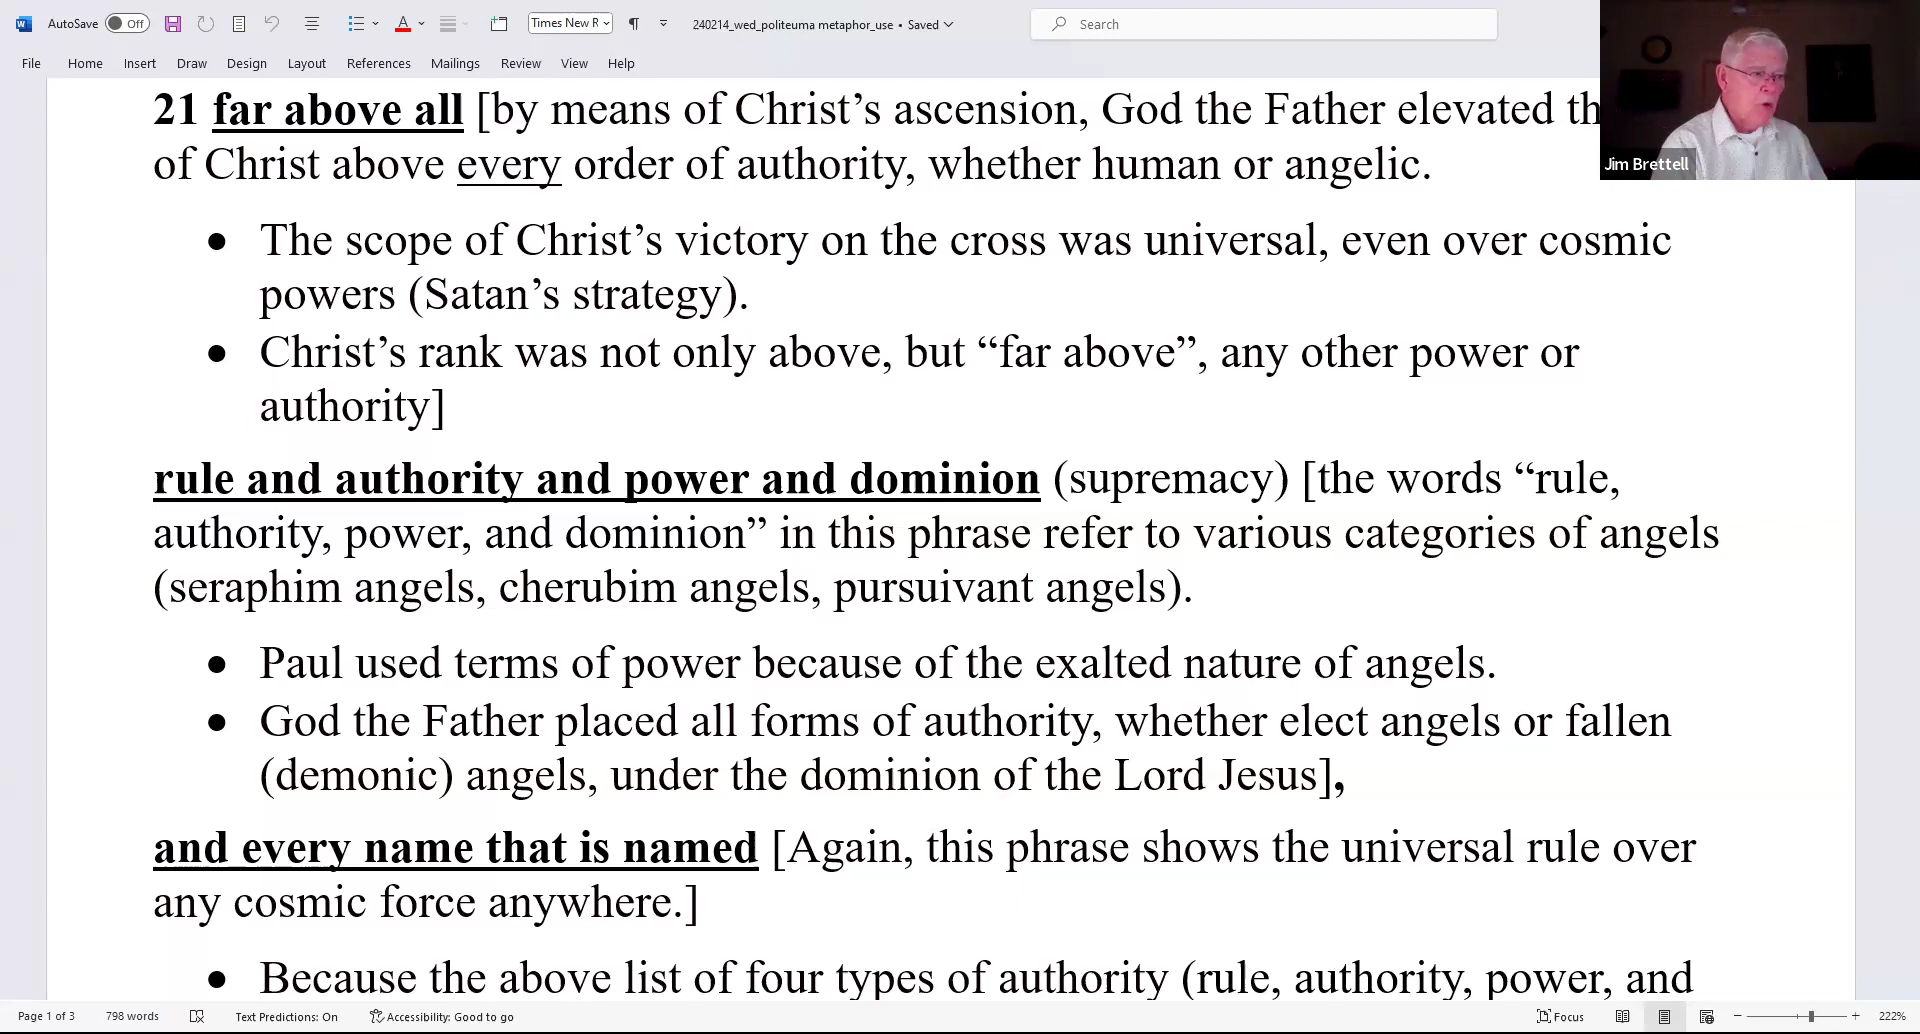 AutoSave Off Times New R 240214_wed_politeuma metaphor_use • Saved Search
File Home Insert Draw Design Layout References Mailings Review View Help
21 far above all [by means of Christ’s ascension, God the Father elevated th
of Christ above every order of authority, whether human or angelic.
Jim Brettell
● The scope of Christ’s victory on the cross was universal, even over cosmic
powers (Satan’s strategy).
● Christ’s rank was not only above, but “far above”, any other power or
authority]
rule and authority and power and dominion (supremacy) [the words “rule,
authority, power, and dominion” in this phrase refer to various categories of angels
(seraphim angels, cherubim angels, pursuivant angels).
● Paul used terms of power because of the exalted nature of angels.
● God the Father placed all forms of authority, whether elect angels or fallen
(demonic) angels, under the dominion of the Lord Jesus],
and every name that is named [Again, this phrase shows the universal rule over
any cosmic force anywhere.]
● Because the above list of four types of authority (rule, authority, power, and
Page 1 of 3 798 words Text Predictions: On Accessibility: Good to go Focus 222%